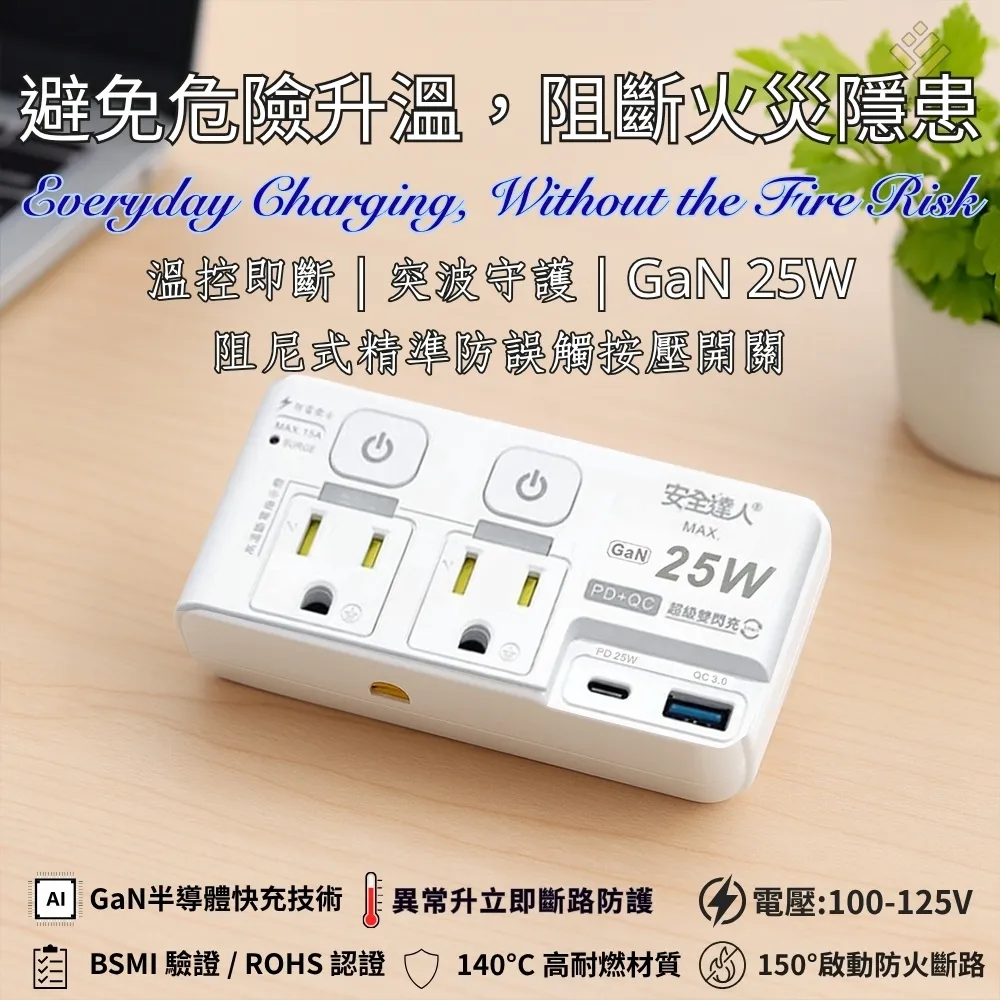 避免危險升溫，阻斷火災隱患
Everyday Charging, Without the Fire Risk
溫控即斷 | 突波守護 | GaN 25W
阻尼式精準防誤觸按壓開關
MAX. 15A
SURGE
安全達人®
MAX.
GaN 25W
PD+QC 超級雙閃充
PD 25W
QC 3.0
AI GaN半導體快充技術
異常升立即斷路防護
電壓:100-125V
BSMI 驗證 / ROHS 認證
140°C 高耐燃材質
150°啟動防火斷路